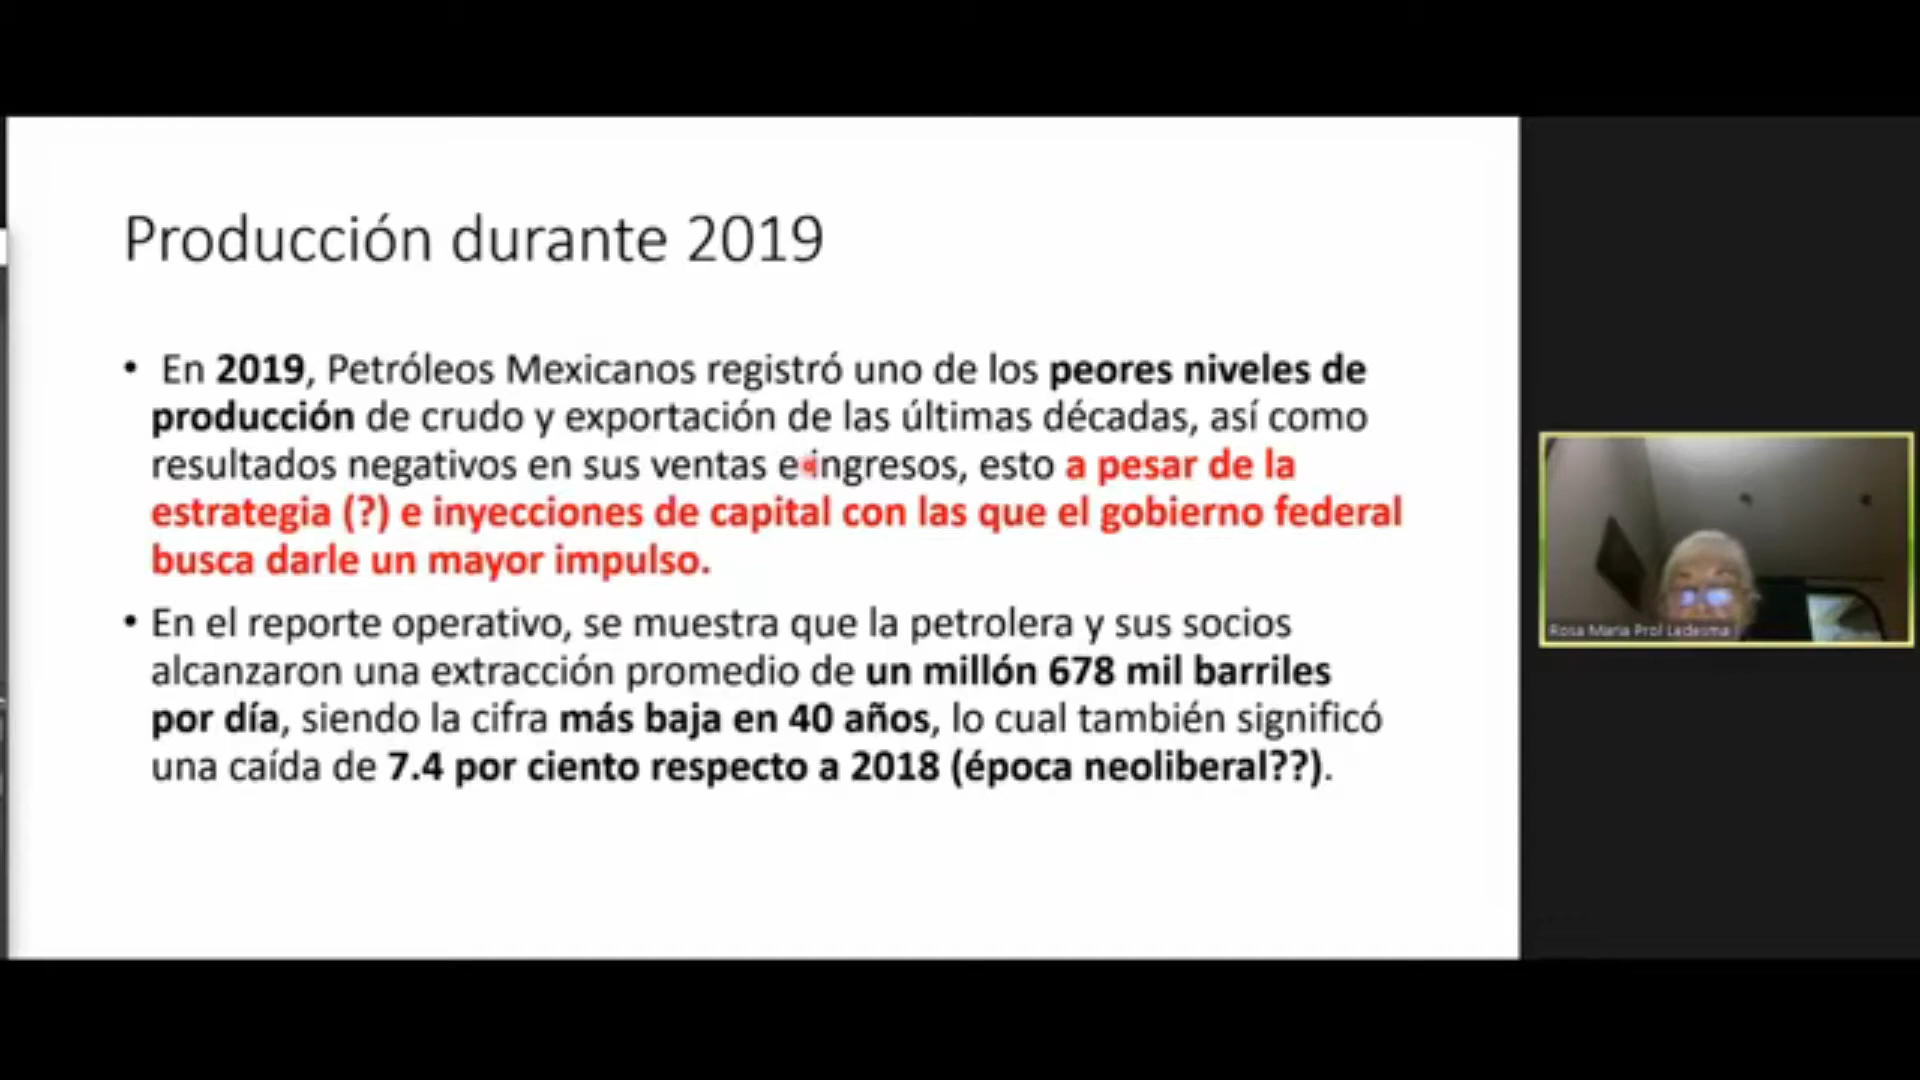 Producción durante 2019
• En 2019, Petróleos Mexicanos registró uno de los peores niveles de
producción de crudo y exportación de las últimas décadas, así como
resultados negativos en sus ventas e ingresos, esto a pesar de la
estrategia (?) e inyecciones de capital con las que el gobierno federal
busca darle un mayor impulso.
• En el reporte operativo, se muestra que la petrolera y sus socios
alcanzaron una extracción promedio de un millón 678 mil barriles
por día, siendo la cifra más baja en 40 años, lo cual también significó
una caída de 7.4 por ciento respecto a 2018 (época neoliberal??).
Rosa Maria Prol Ledesma